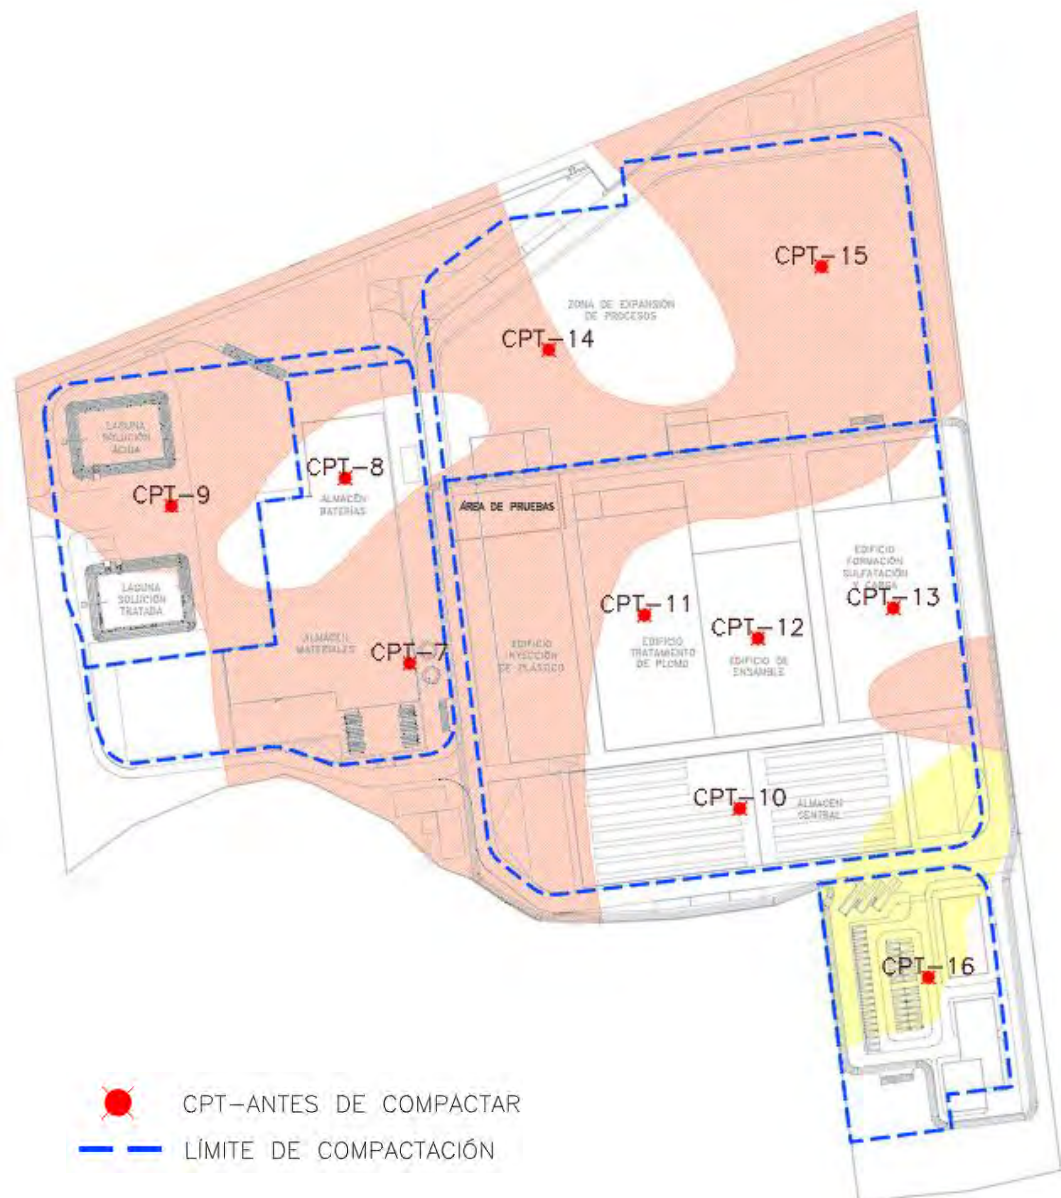 CPT-15
ZONA DE EXPANSIÓN
DE PROCESOS
CPT-14
LAGUNA
SOLUCIÓN
ÁCIDA
CPT-8
ALMACÉN
BATERÍAS
CPT-9
ÁREA DE PRUEBAS
EDIFICIO
FORMACIÓN
SULFATACIÓN
Y CARGA
CPT-13
LAGUNA
SOLUCIÓN
TRATADA
CPT-11
EDIFICIO
TRATAMIENTO
DE PLOMO
CPT-12
EDIFICIO DE
ENSAMBLE
ALMACÉN
MATERIALES
CPT-7
EDIFICIO
INYECCIÓN
DE PLÁSTICO
CPT-10
ALMACÉN
SENTRAL
CPT-16
CPT-ANTES DE COMPACTAR
LÍMITE DE COMPACTACIÓN